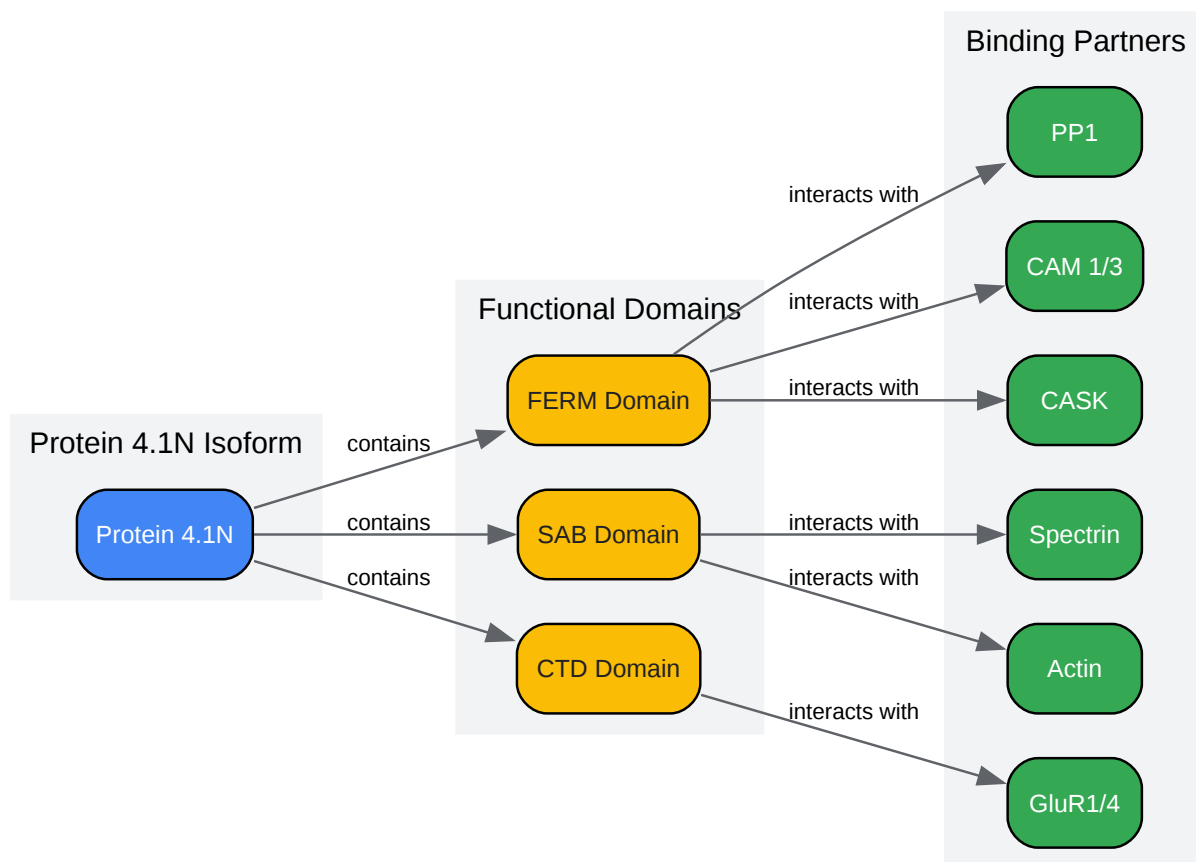 Binding Partners
PP1
interacts with
CAM 1/3
interacts with
Functional Domains
interacts with
FERM Domain
CASK
Protein 4.1N Isoform
contains
Protein 4.1N
contains
SAB Domain
interacts with
Spectrin
contains
interacts with
CTD Domain
Actin
interacts with
GluR1/4